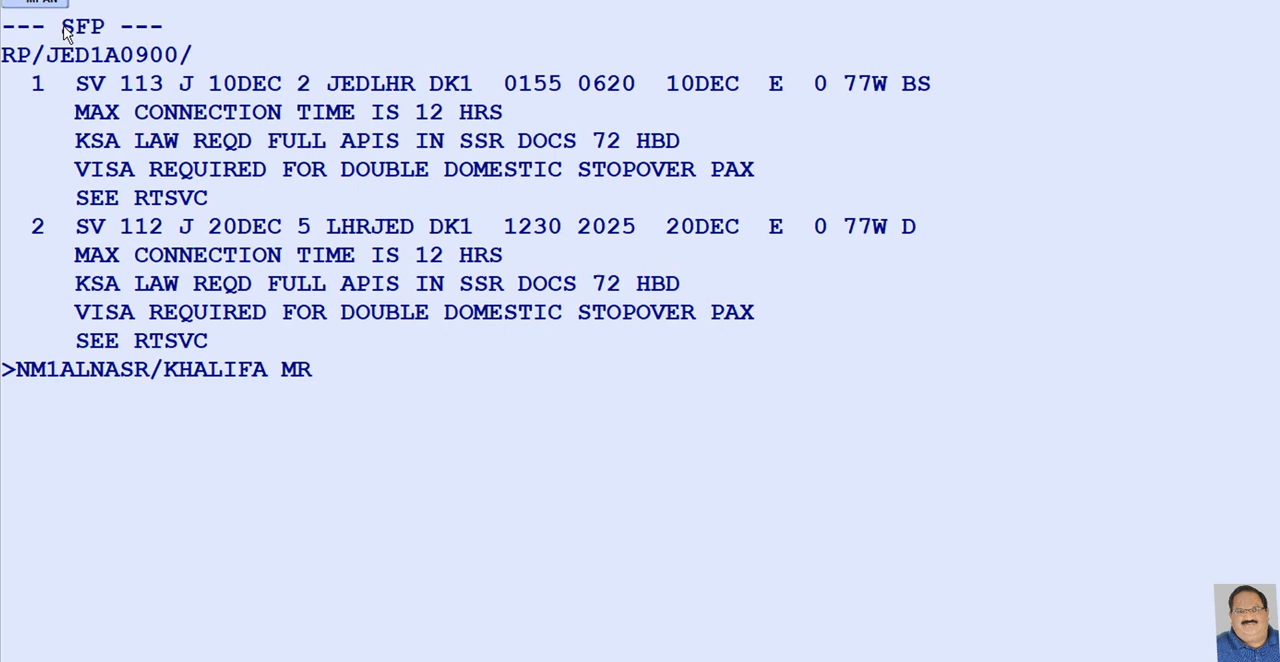 --- SFP ---
RP/JED1A0900/
1 SV 113 J 10DEC 2 JEDLHR DK1 0155 0620 10DEC E 0 77W BS
MAX CONNECTION TIME IS 12 HRS
KSA LAW REQD FULL APIS IN SSR DOCS 72 HBD
VISA REQUIRED FOR DOUBLE DOMESTIC STOPOVER PAX
SEE RTSVC
2 SV 112 J 20DEC 5 LHRJED DK1 1230 2025 20DEC E 0 77W D
MAX CONNECTION TIME IS 12 HRS
KSA LAW REQD FULL APIS IN SSR DOCS 72 HBD
VISA REQUIRED FOR DOUBLE DOMESTIC STOPOVER PAX
SEE RTSVC
>NM1ALNASR/KHALIFA MR